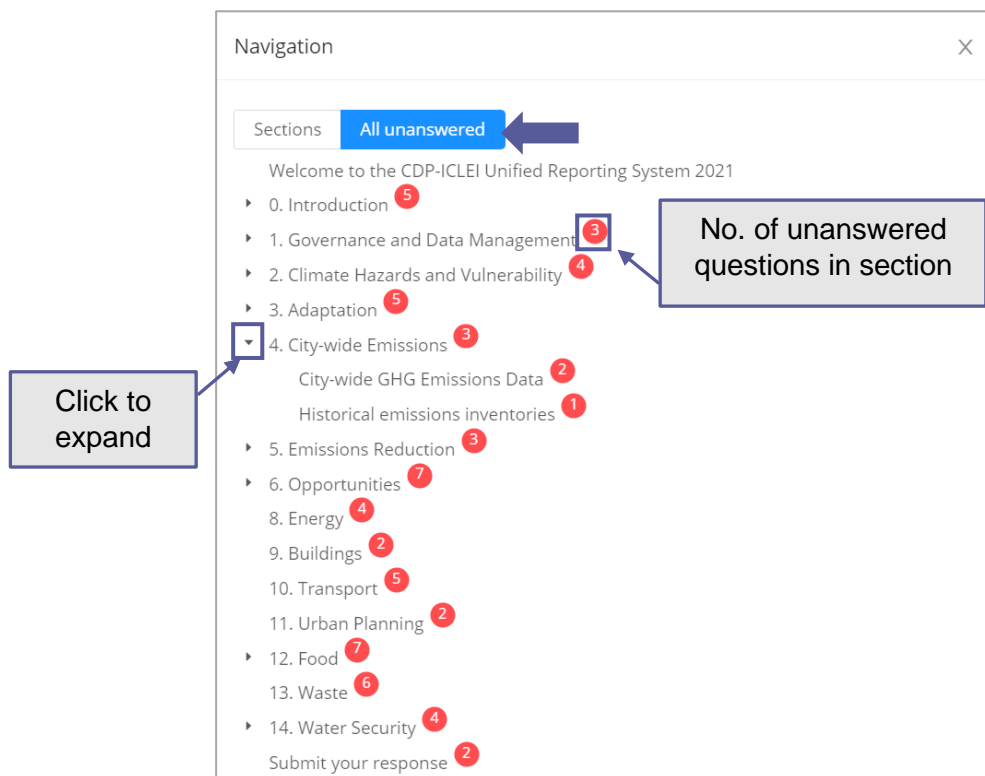 Navigation
Sections All unanswered
Welcome to the CDP-ICLEI Unified Reporting System 2021
0. Introduction 5
1. Governance and Data Management 3
No. of unanswered
questions in section
2. Climate Hazards and Vulnerability 4
3. Adaptation 5
4. City-wide Emissions 3
City-wide GHG Emissions Data 2
Click to
expand
Historical emissions inventories 1
5. Emissions Reduction 3
6. Opportunities 7
8. Energy 4
9. Buildings 2
10. Transport 5
11. Urban Planning 2
12. Food 7
13. Waste 6
14. Water Security 4
Submit your response 2